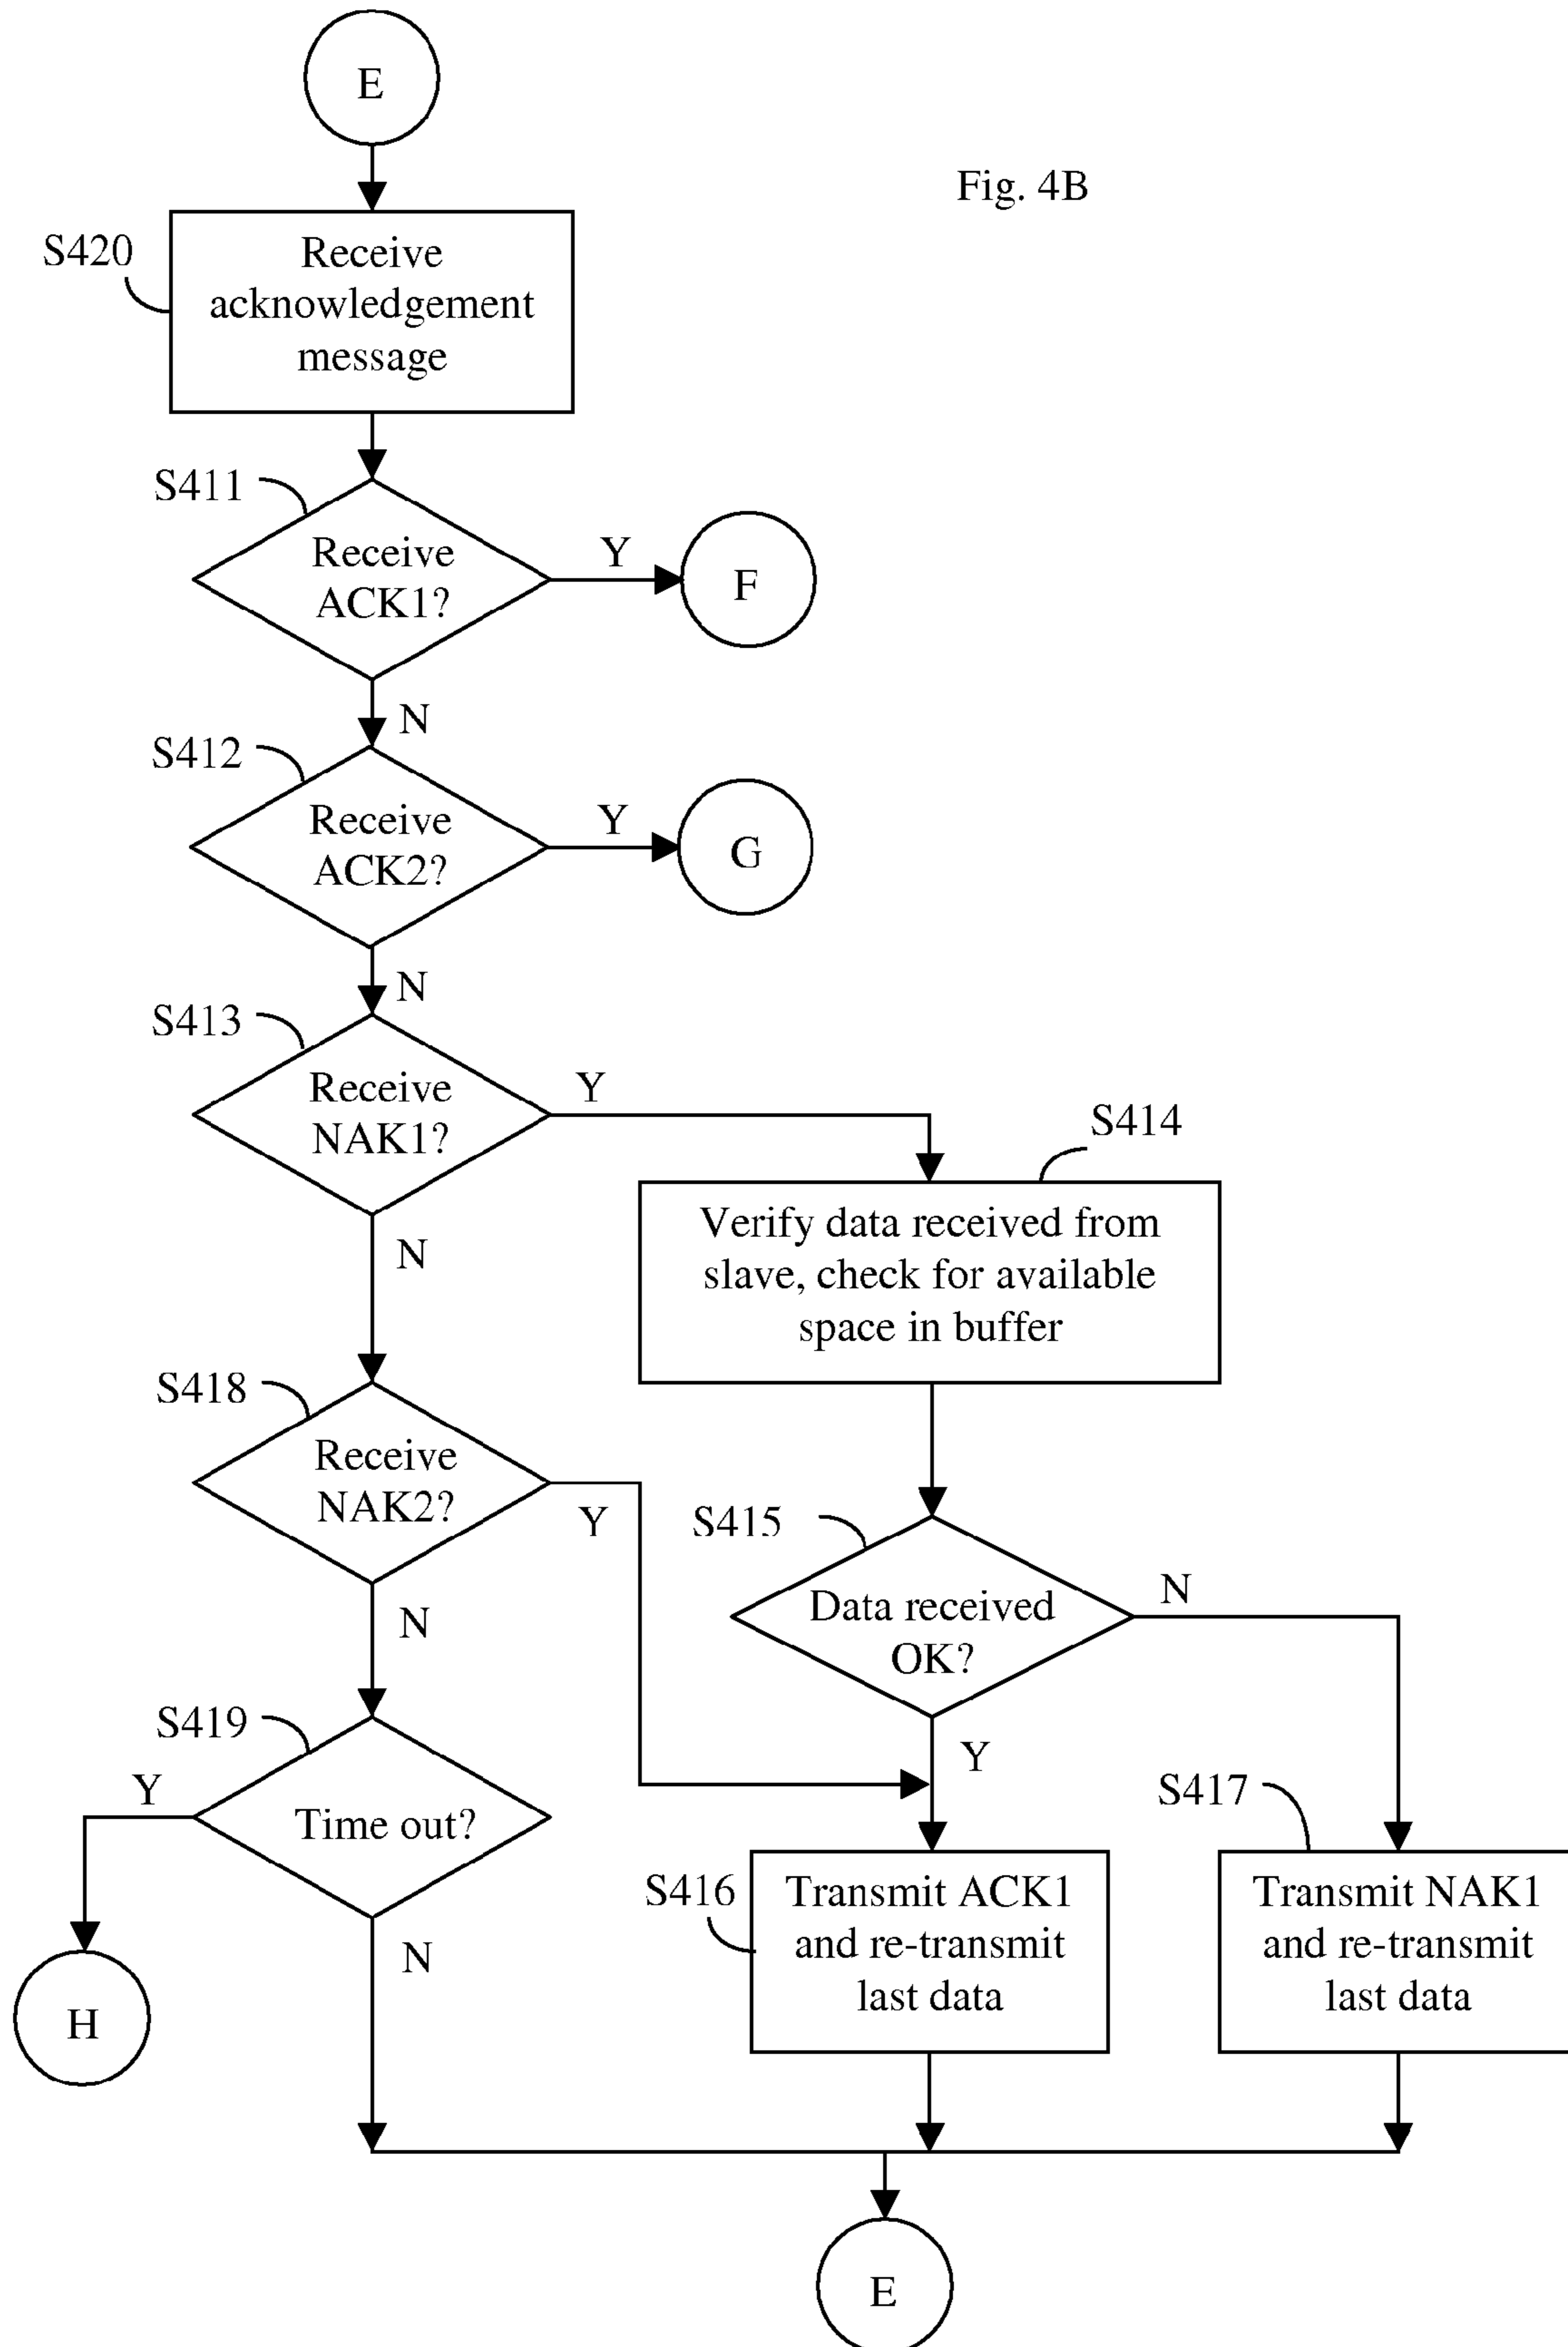 E
Fig. 4B
S420
Receive
acknowledgement
message
S411
Receive
ACK1?
Y
F
N
S412
Receive
ACK2?
Y
G
N
S413
Receive
NAK1?
Y
S414
N
Verify data received from
slave, check for available
space in buffer
S418
Receive
NAK2?
Y
S415
Data received
OK?
N
N
Y
S419
Time out?
Y
S417
S416
Transmit ACK1
and re-transmit
last data
Transmit NAK1
and re-transmit
last data
N
H
E